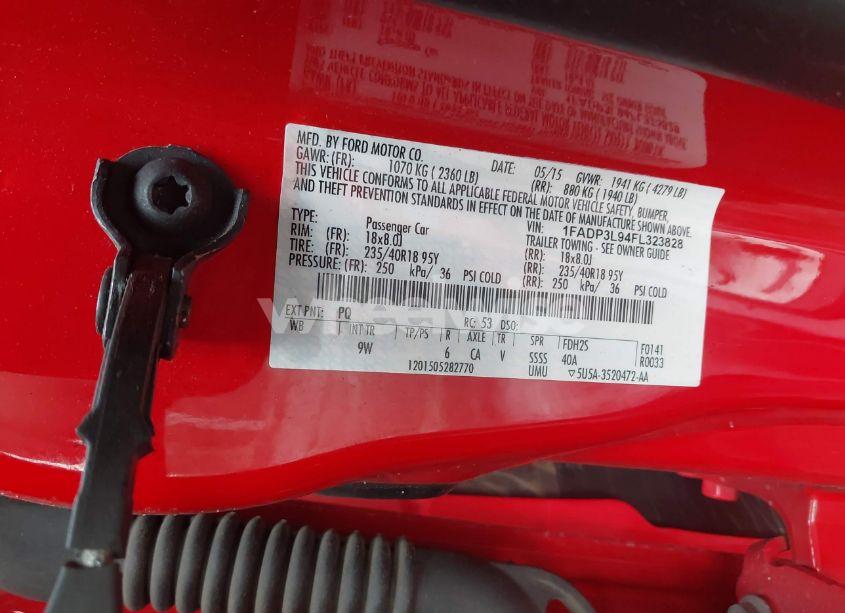 MFD. BY FORD MOTOR CO.
DATE: 05/15 GVWR: 1941 KG ( 4279 LB)
GAWR: (FR): 1070 KG ( 2360 LB) (RR): 880 KG ( 1940 LB)
THIS VEHICLE CONFORMS TO ALL APPLICABLE FEDERAL MOTOR VEHICLE SAFETY, BUMPER,
AND THEFT PREVENTION STANDARDS IN EFFECT ON THE DATE OF MANUFACTURE SHOWN ABOVE.
VIN: 1FADP3L94FL323828
TYPE: Passenger Car TRAILER TOWING - SEE OWNER GUIDE
RIM: (FR) 18x8.0J (RR): 18x8.0J
TIRE: (FR): 235/40R18 95Y (RR): 235/40R18 95Y
PRESSURE: (FR): 250 kPa/ 36 PSI COLD (RR): 250 kPa/ 36 PSI COLD
EXT PNT: PQ RC: 53 DSO:
WB INT TR TP/PS R AXLE TR SPR FDH2S F0141
9W 6 CA V SSSS 40A R0033
1201505282770 UMU ▽5U5A-3520472-AA